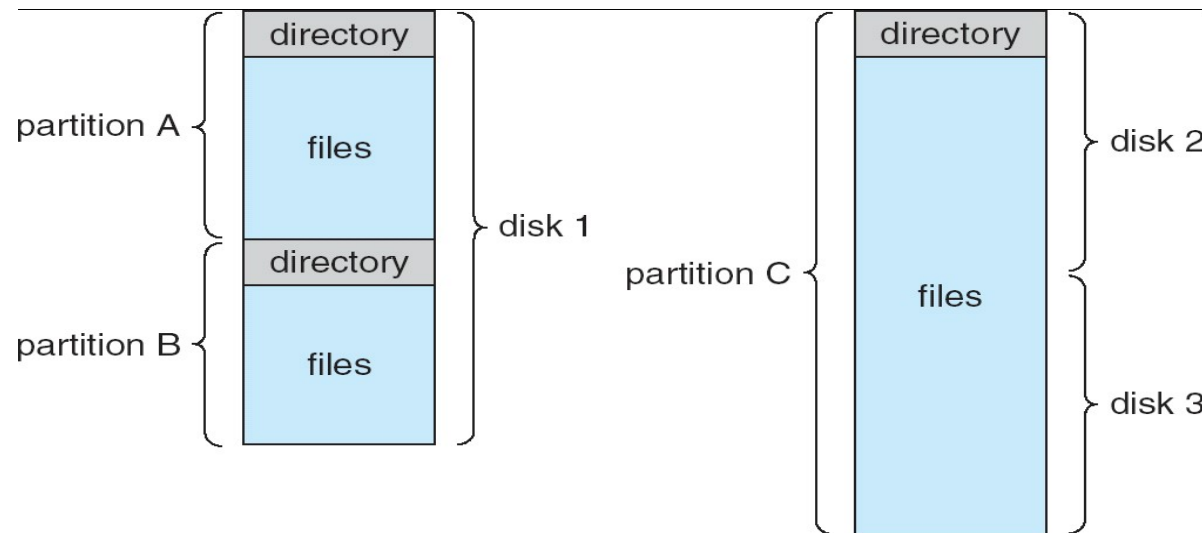 directory
partition A
files
disk 1
directory
partition B
files
directory
disk 2
partition C
files
disk 3